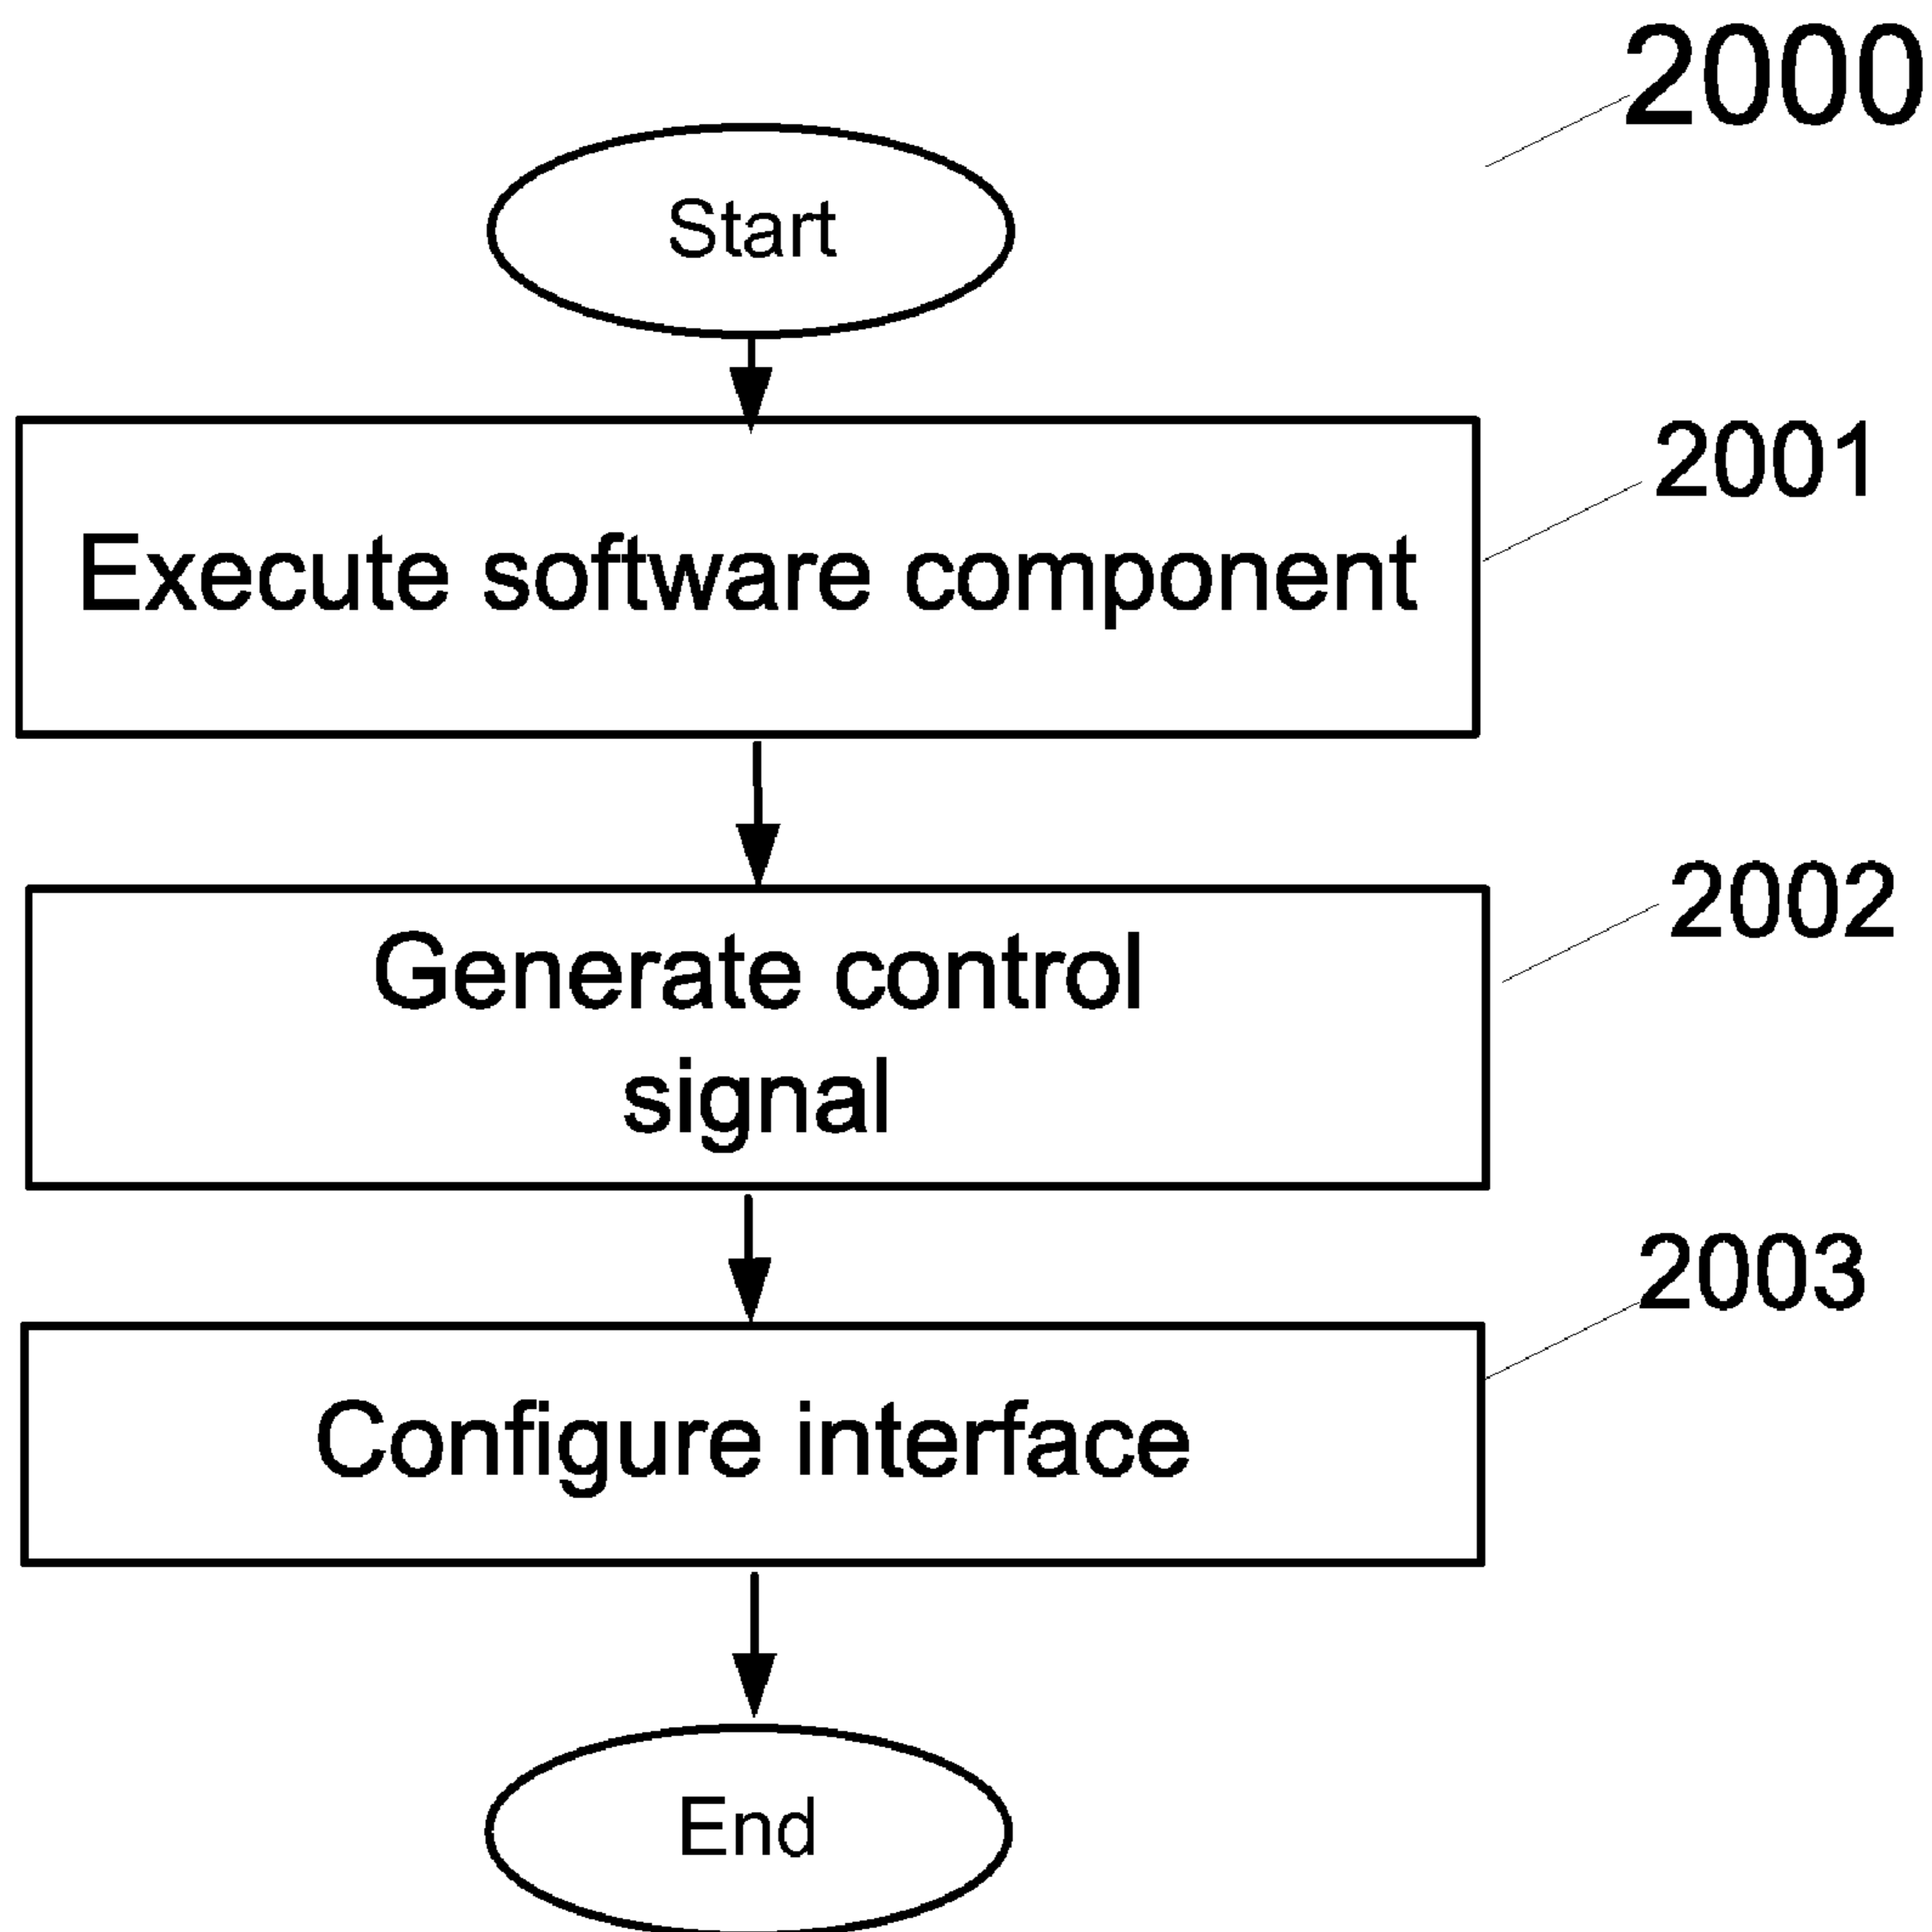 2000
Start
2001
Execute software component
2002
Generate control
signal
2003
Configure interface
End